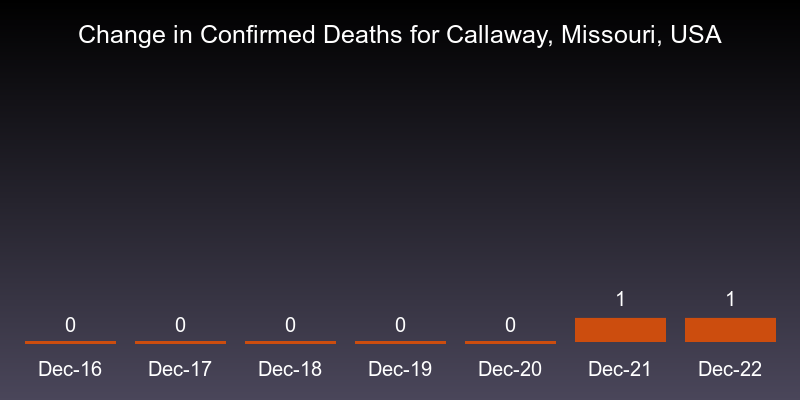 Change in Confirmed Deaths for Callaway, Missouri, USA
0 0 0 0 0 1 1
Dec-16 Dec-17 Dec-18 Dec-19 Dec-20 Dec-21 Dec-22